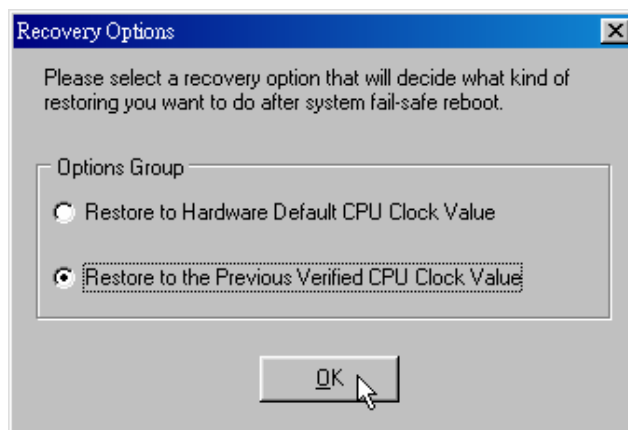 Recovery Options
Please select a recovery option that will decide what kind of
restoring you want to do after system fail-safe reboot.
Options Group
Restore to Hardware Default CPU Clock Value
Restore to the Previous Verified CPU Clock Value
OK